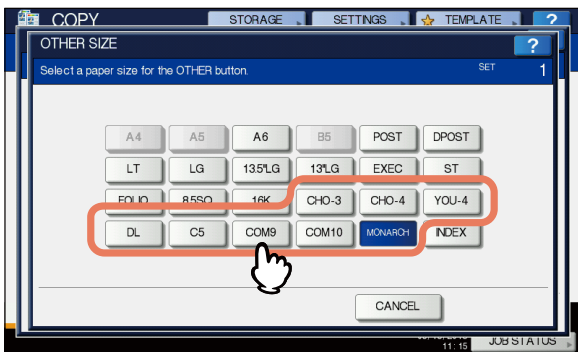 COPY STORAGE SETTINGS TEMPLATE ?
OTHER SIZE ?
Select a paper size for the OTHER button. SET 1
A4 A5 A6 B5 POST DPOST
LT LG 13.5"LG 13"LG EXEC ST
FOLIO 8.5SQ 16K CHO-3 CHO-4 YOU-4
DL C5 COM9 COM10 MONARCH INDEX
CANCEL
11:15 JOB STATUS